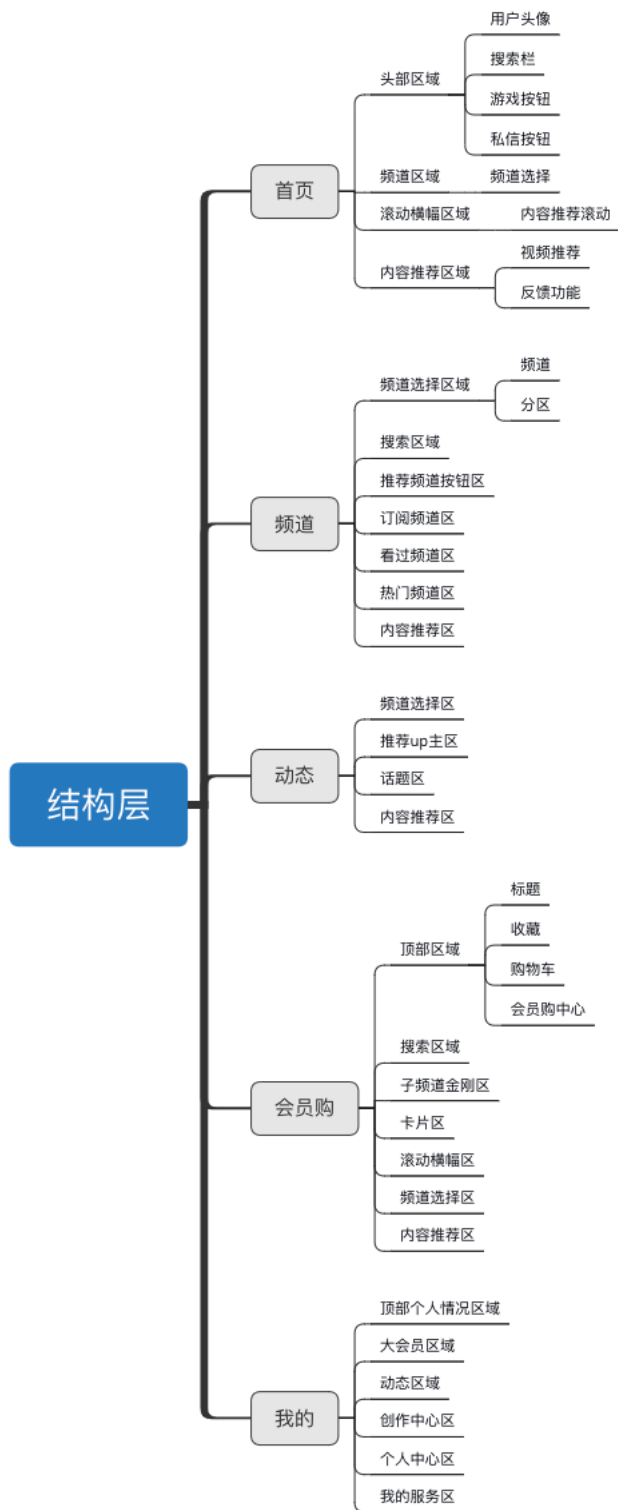 用户头像
搜索栏
头部区域
游戏按钮
私信按钮
首页
频道区域
频道选择
滚动横幅区域
内容推荐滚动
视频推荐
内容推荐区域
反馈功能
频道
频道选择区域
分区
搜索区域
推荐频道按钮区
订阅频道区
频道
看过频道区
热门频道区
内容推荐区
频道选择区
推荐up主区
动态
话题区
内容推荐区
结构层
标题
收藏
顶部区域
购物车
会员购中心
搜索区域
子频道金刚区
会员购
卡片区
滚动横幅区
频道选择区
内容推荐区
顶部个人情况区域
大会员区域
动态区域
我的
创作中心区
个人中心区
我的服务区